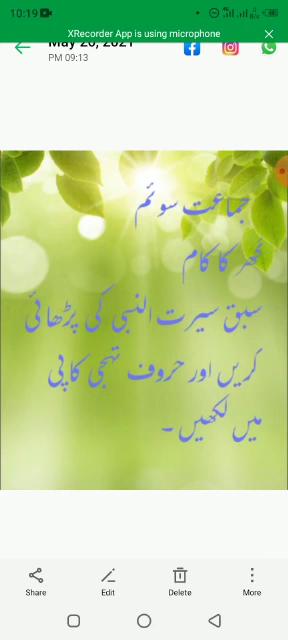 10:19
XRecorder App is using microphone
May 20, 2021
PM 09:13
جماعت سوئم
گھر کا کام
سبق سیرت النبی کی پڑھائی
کریں اور حروف تہجی کاپی
میں لکھیں ۔
Share Edit Delete More